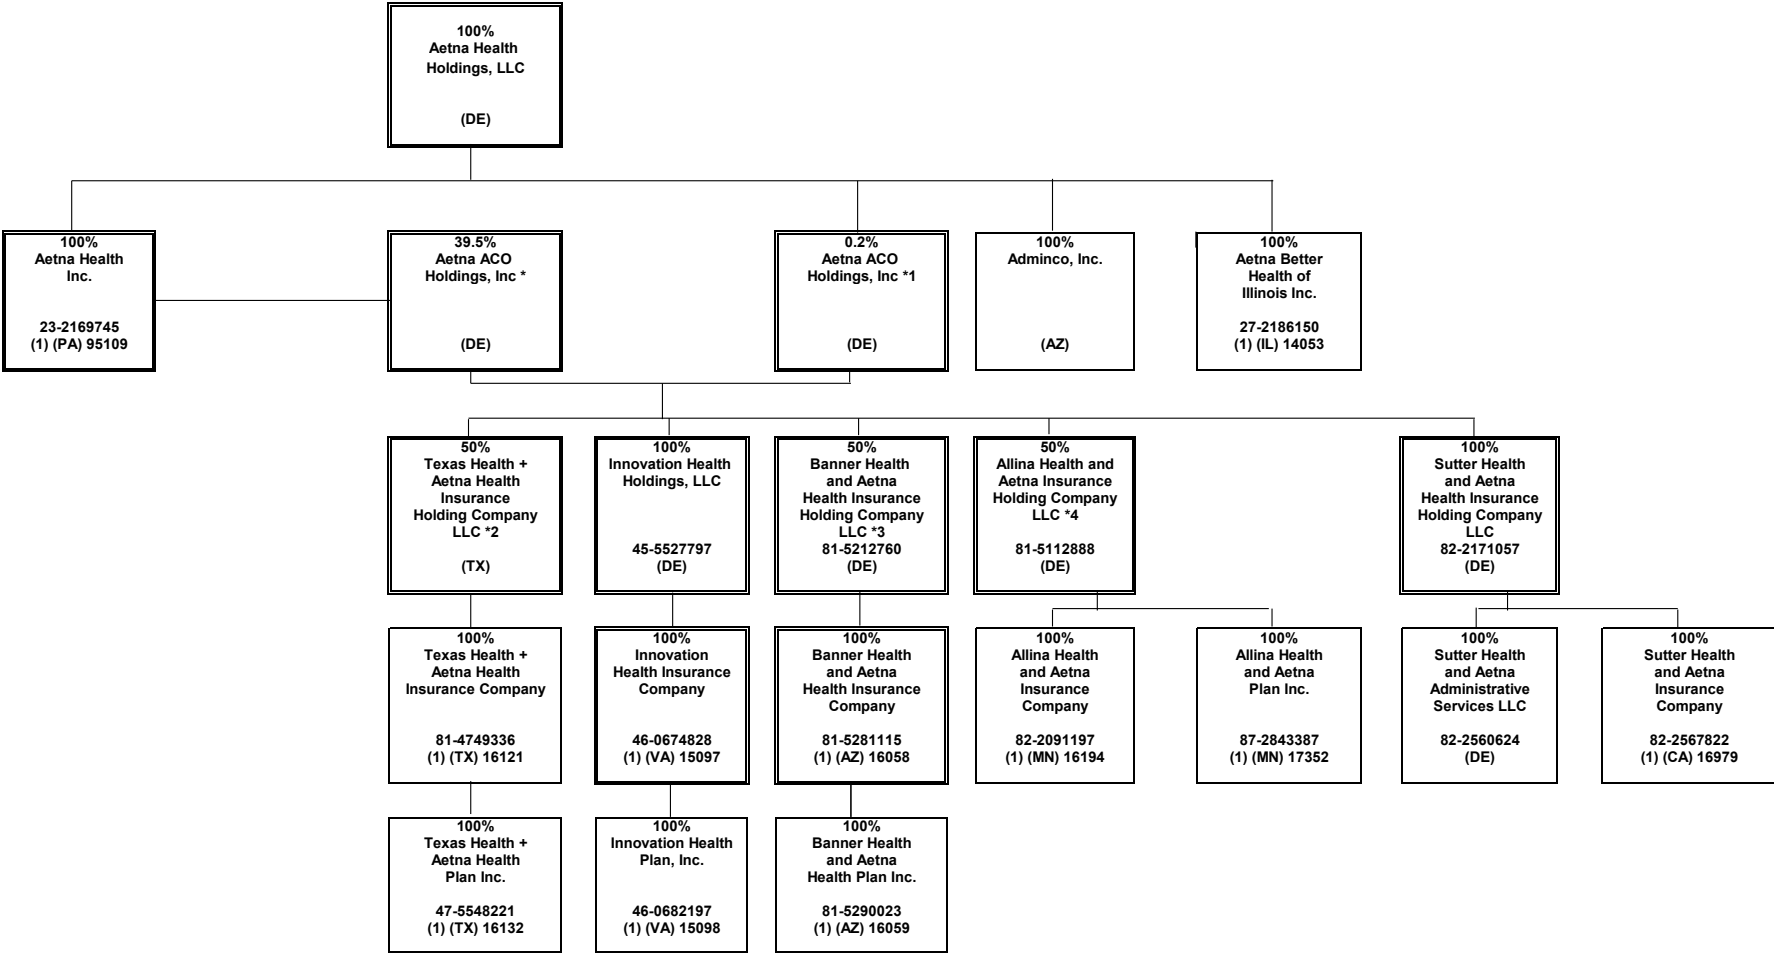 100%
Aetna Health
Holdings, LLC
(DE)
100%
Aetna Health
Inc.
23-2169745
(1) (PA) 95109
39.5%
Aetna ACO
Holdings, Inc *
(DE)
0.2%
Aetna ACO
Holdings, Inc *1
(DE)
100%
Adminco, Inc.
(AZ)
100%
Aetna Better
Health of
Illinois Inc.
27-2186150
(1) (IL) 14053
50%
Texas Health +
Aetna Health
Insurance
Holding Company
LLC *2
(TX)
100%
Innovation Health
Holdings, LLC
45-5527797
(DE)
50%
Banner Health
and Aetna
Health Insurance
Holding Company
LLC *3
81-5212760
(DE)
50%
Allina Health and
Aetna Insurance
Holding Company
LLC *4
81-5112888
(DE)
100%
Sutter Health
and Aetna
Health Insurance
Holding Company
LLC
82-2171057
(DE)
100%
Texas Health +
Aetna Health
Insurance Company
81-4749336
(1) (TX) 16121
100%
Innovation
Health Insurance
Company
46-0674828
(1) (VA) 15097
100%
Banner Health
and Aetna
Health Insurance
Company
81-5281115
(1) (AZ) 16058
100%
Allina Health
and Aetna
Insurance
Company
82-2091197
(1) (MN) 16194
100%
Allina Health
and Aetna
Plan Inc.
87-2843387
(1) (MN) 17352
100%
Sutter Health
and Aetna
Administrative
Services LLC
82-2560624
(DE)
100%
Sutter Health
and Aetna
Insurance
Company
82-2567822
(1) (CA) 16979
100%
Texas Health +
Aetna Health
Plan Inc.
47-5548221
(1) (TX) 16132
100%
Innovation Health
Plan, Inc.
46-0682197
(1) (VA) 15098
100%
Banner Health
and Aetna
Health Plan Inc.
81-5290023
(1) (AZ) 16059